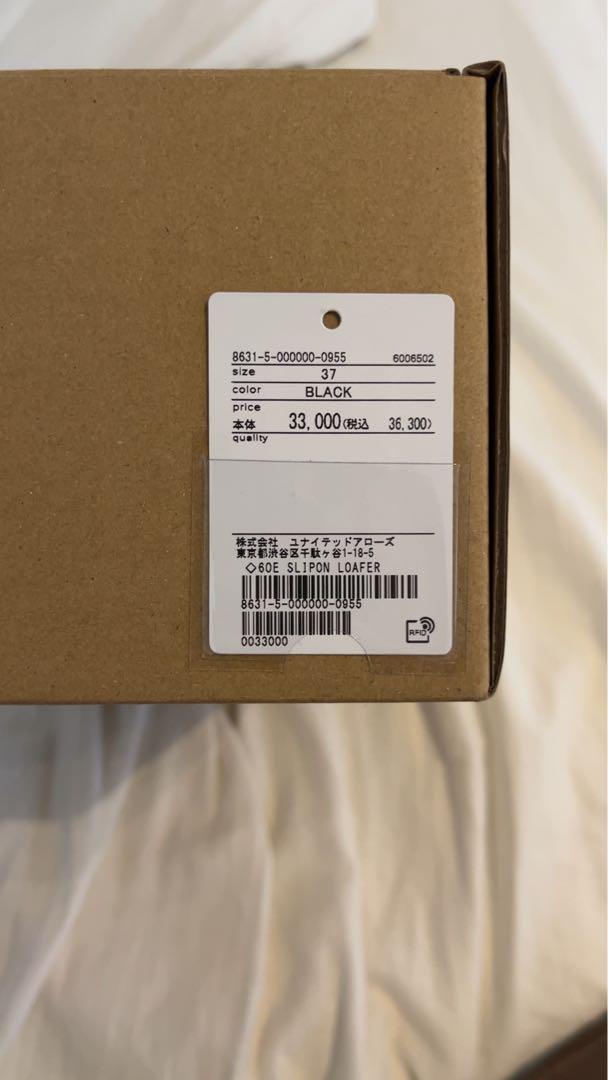 8631-5-000000-0955 6006502
size 37
color BLACK
price
本体 33,000(税込 36,300)
quality
株式会社 ユナイテッドアローズ
東京都渋谷区千駄ヶ谷1-18-5
◇60E SLIPON LOAFER
8631-5-000000-0955
0033000
RFID